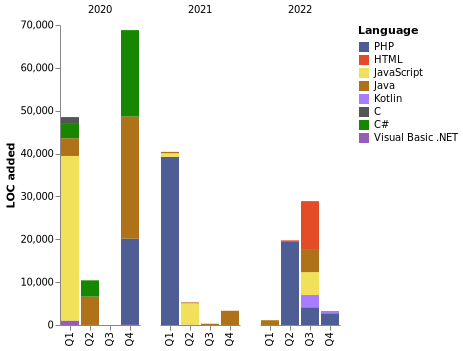 2020 2021 2022
LOC added
70,000
60,000
50,000
40,000
30,000
20,000
10,000
0
Q1 Q2 Q3 Q4 Q1 Q2 Q3 Q4 Q1 Q2 Q3 Q4
Language
PHP
HTML
JavaScript
Java
Kotlin
C
C#
Visual Basic .NET